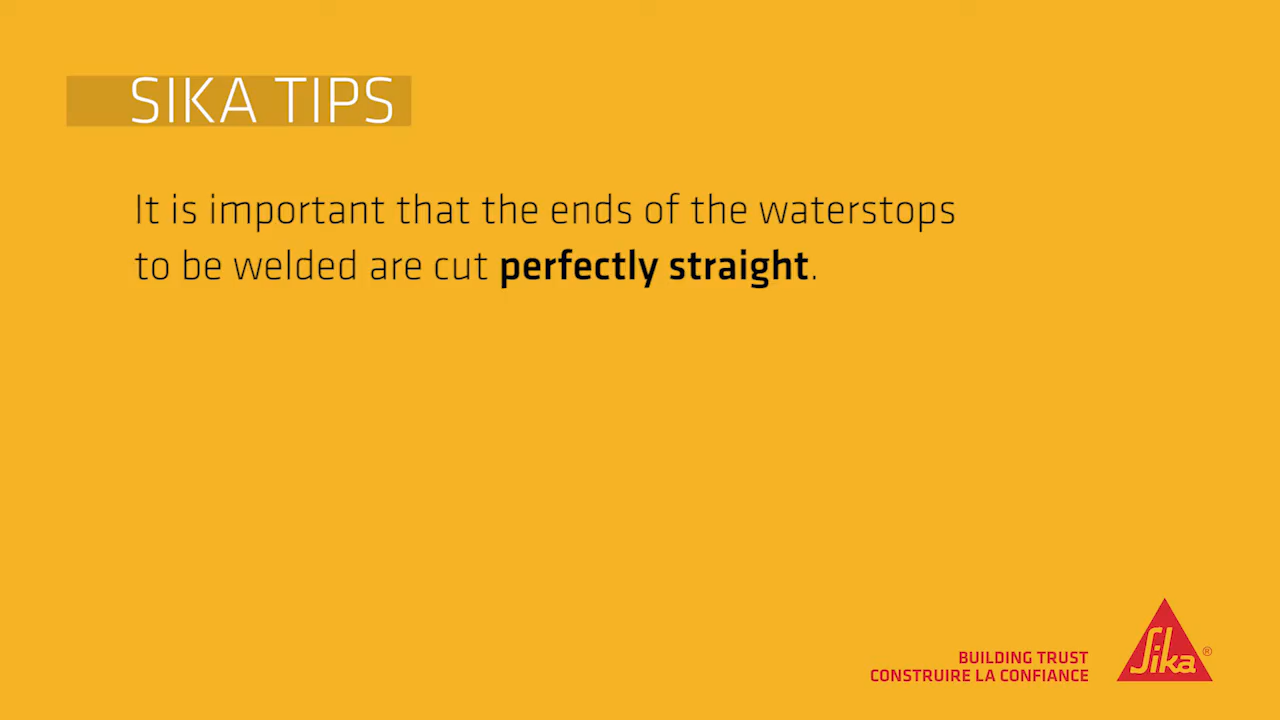 SIKA TIPS
It is important that the ends of the waterstops
to be welded are cut perfectly straight.
BUILDING TRUST
CONSTRUIRE LA CONFIANCE
Sika®